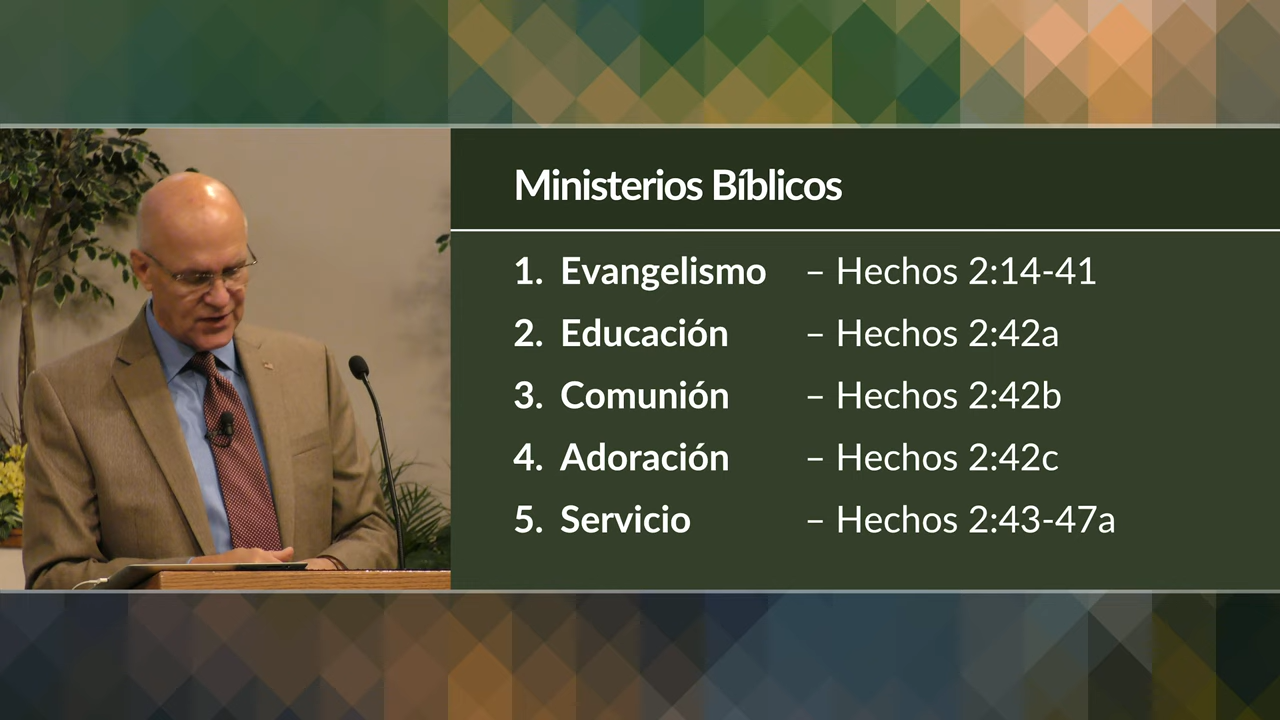 Ministerios Bíblicos
1. Evangelismo – Hechos 2:14-41
2. Educación – Hechos 2:42a
3. Comunión – Hechos 2:42b
4. Adoración – Hechos 2:42c
5. Servicio – Hechos 2:43-47a